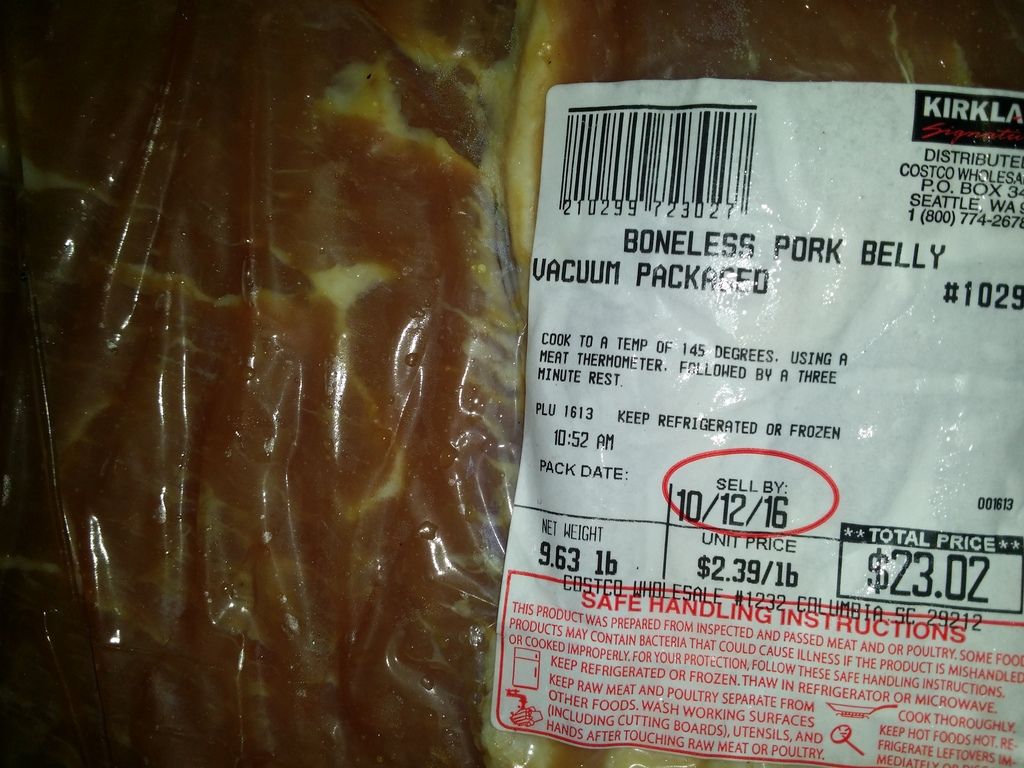 KIRKLA
Signatu
DISTRIBUTE
COSTCO WHOLESA
P.O. BOX 34
SEATTLE, WA 9
1 (800) 774-2678
210299 723027
BONELESS PORK BELLY
VACUUM PACKAGED
#1029
COOK TO A TEMP OF 145 DEGREES. USING A
MEAT THERMOMETER. FOLLOWED BY A THREE
MINUTE REST.
PLU 1613 KEEP REFRIGERATED OR FROZEN
10:52 AM
PACK DATE:
SELL BY:
10/12/16
001613
NET WEIGHT
9.63 lb
UNIT PRICE
$2.39/lb
**TOTAL PRICE**
$23.02
COSTCO WHOLESALE #1232 COLUMBIA SC 29212
SAFE HANDLING INSTRUCTIONS
THIS PRODUCT WAS PREPARED FROM INSPECTED AND PASSED MEAT AND OR POULTRY. SOME FOOD
PRODUCTS MAY CONTAIN BACTERIA THAT COULD CAUSE ILLNESS IF THE PRODUCT IS MISHANDLED
OR COOKED IMPROPERLY. FOR YOUR PROTECTION, FOLLOW THESE SAFE HANDLING INSTRUCTIONS.
KEEP REFRIGERATED OR FROZEN. THAW IN REFRIGERATOR OR MICROWAVE.
KEEP RAW MEAT AND POULTRY SEPARATE FROM
OTHER FOODS. WASH WORKING SURFACES
(INCLUDING CUTTING BOARDS), UTENSILS, AND
HANDS AFTER TOUCHING RAW MEAT OR POULTRY.
COOK THOROUGHLY.
KEEP HOT FOODS HOT. RE-
FRIGERATE LEFTOVERS IM-
MEDIATELY OR